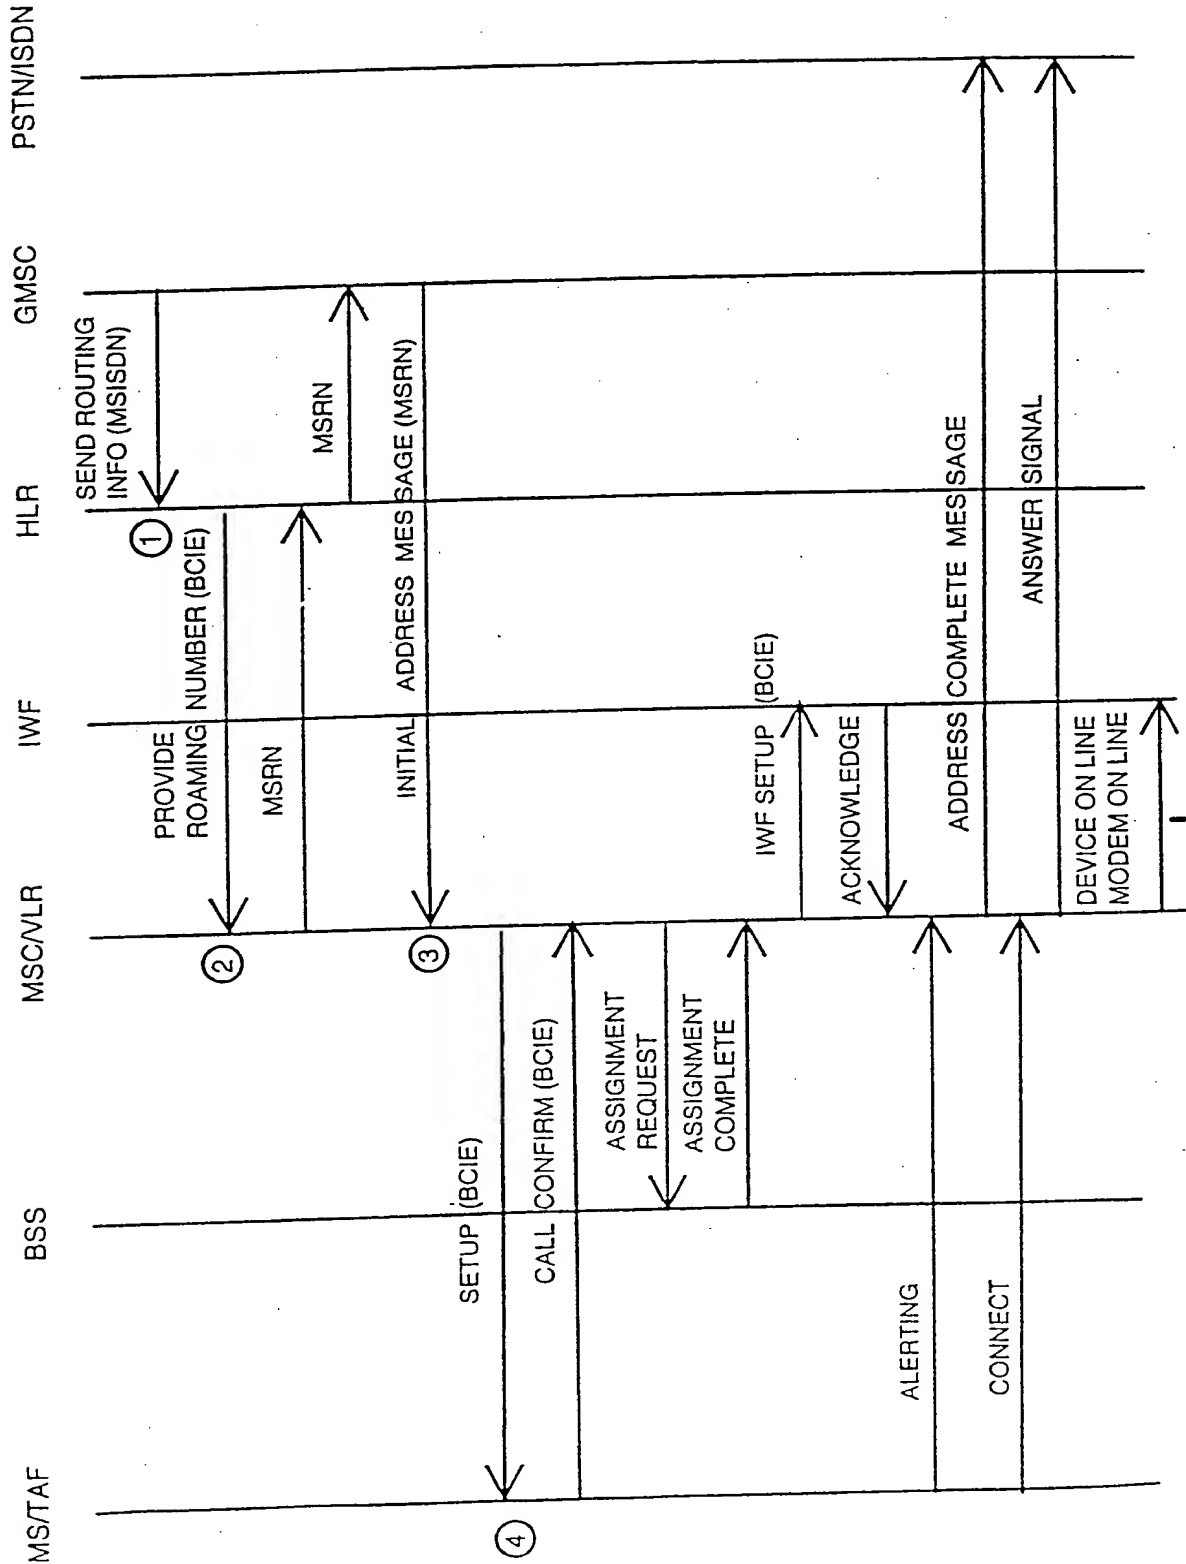 MS/TAF
BSS
MSC/VLR
IWF
HLR
GMSC
PSTN/ISDN
SEND ROUTING
INFO (MSISDN)
1
PROVIDE
ROAMING NUMBER (BCIE)
2
MSRN
MSRN
INITIAL ADDRESS MESSAGE (MSRN)
3
SETUP (BCIE)
4
CALL CONFIRM (BCIE)
ASSIGNMENT
REQUEST
ASSIGNMENT
COMPLETE
IWF SETUP (BCIE)
ACKNOWLEDGE
ALERTING
ADDRESS COMPLETE MESSAGE
CONNECT
ANSWER SIGNAL
DEVICE ON LINE
MODEM ON LINE